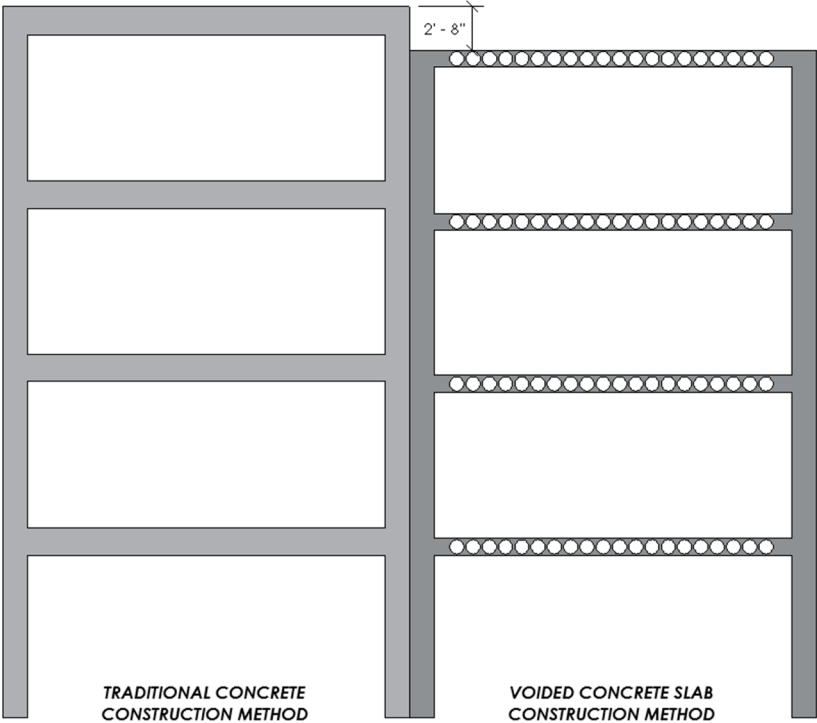 2' - 8"
TRADITIONAL CONCRETE
CONSTRUCTION METHOD
VOIDED CONCRETE SLAB
CONSTRUCTION METHOD